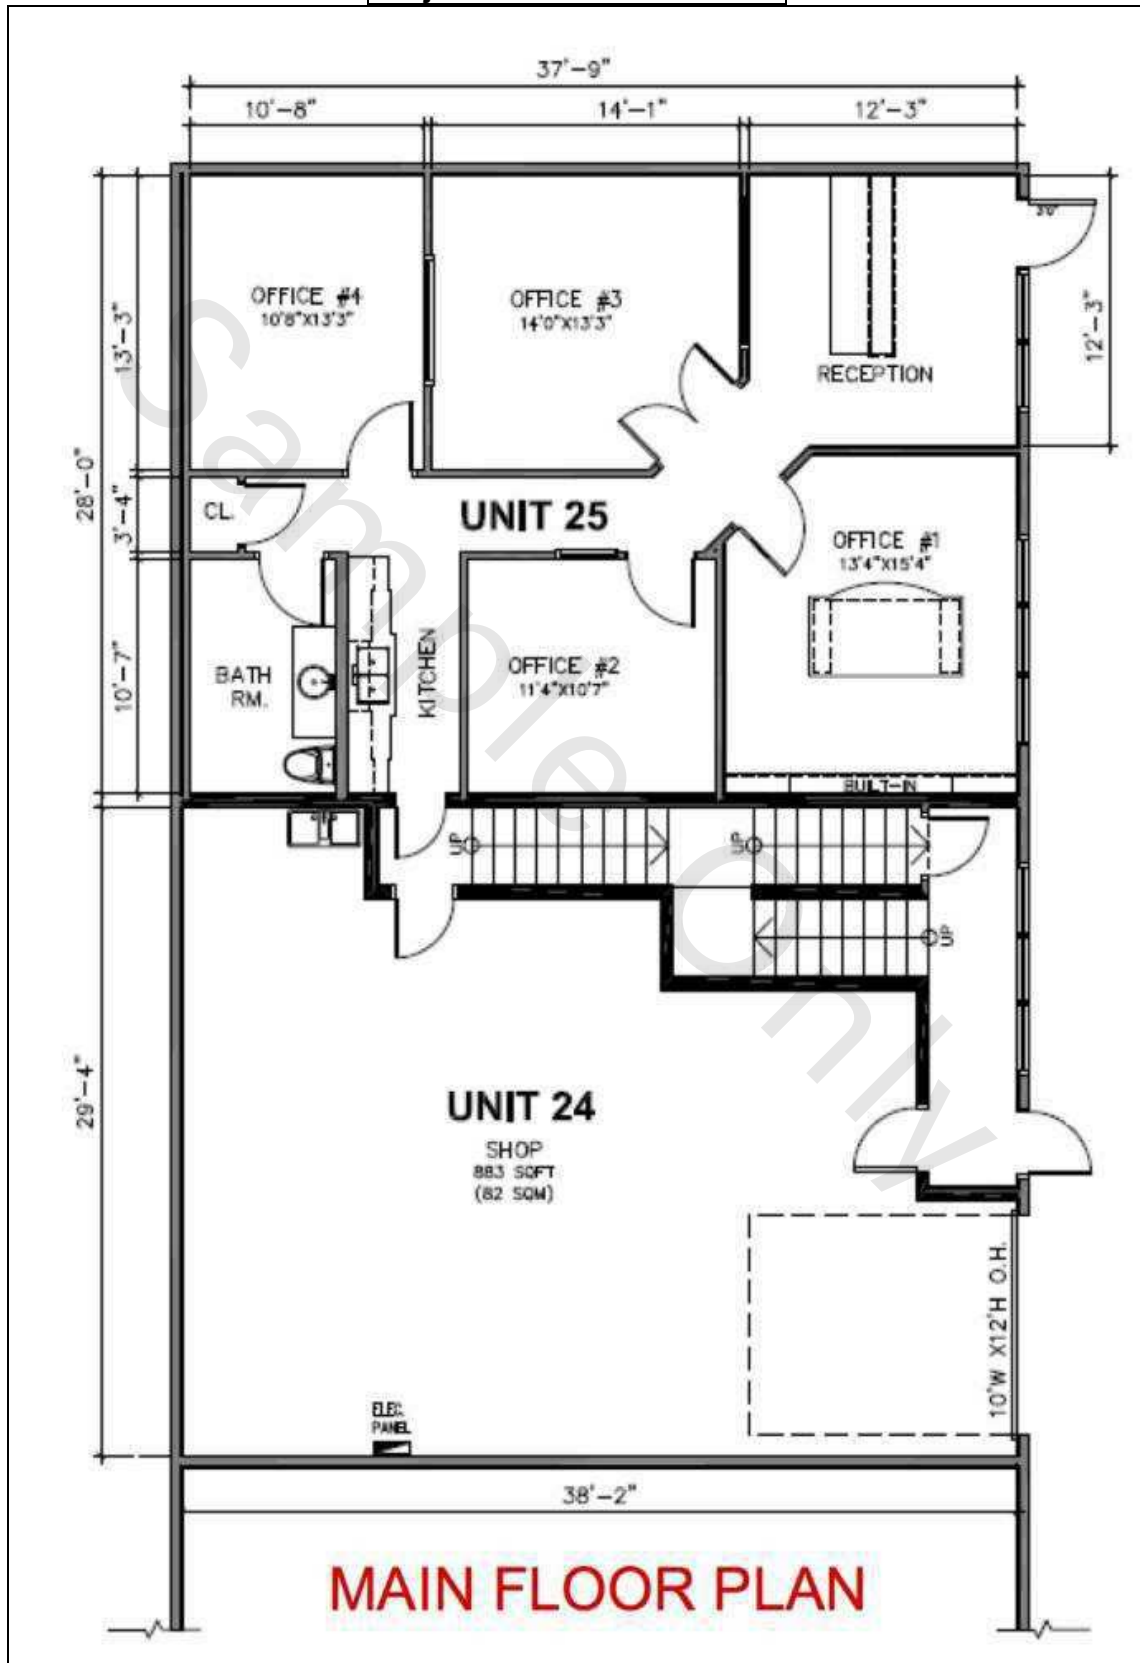 37'-9"
10'-8"
14'-1"
12'-3"
3'0"
OFFICE #4
10'8"X13'3"
OFFICE #3
14'0"X13'3"
RECEPTION
12'-3"
13'-3"
28'-0"
3'-4"
CL.
UNIT 25
OFFICE #1
13'4"X15'4"
10'-7"
BATH
RM.
KITCHEN
OFFICE #2
11'4"X10'7"
BUILT-IN
UP
UP
UP
29'-4"
UNIT 24
SHOP
883 SQFT
(82 SQM)
10'W X12'H O.H.
ELEC.
PANEL
38'-2"
MAIN FLOOR PLAN
Sample Only